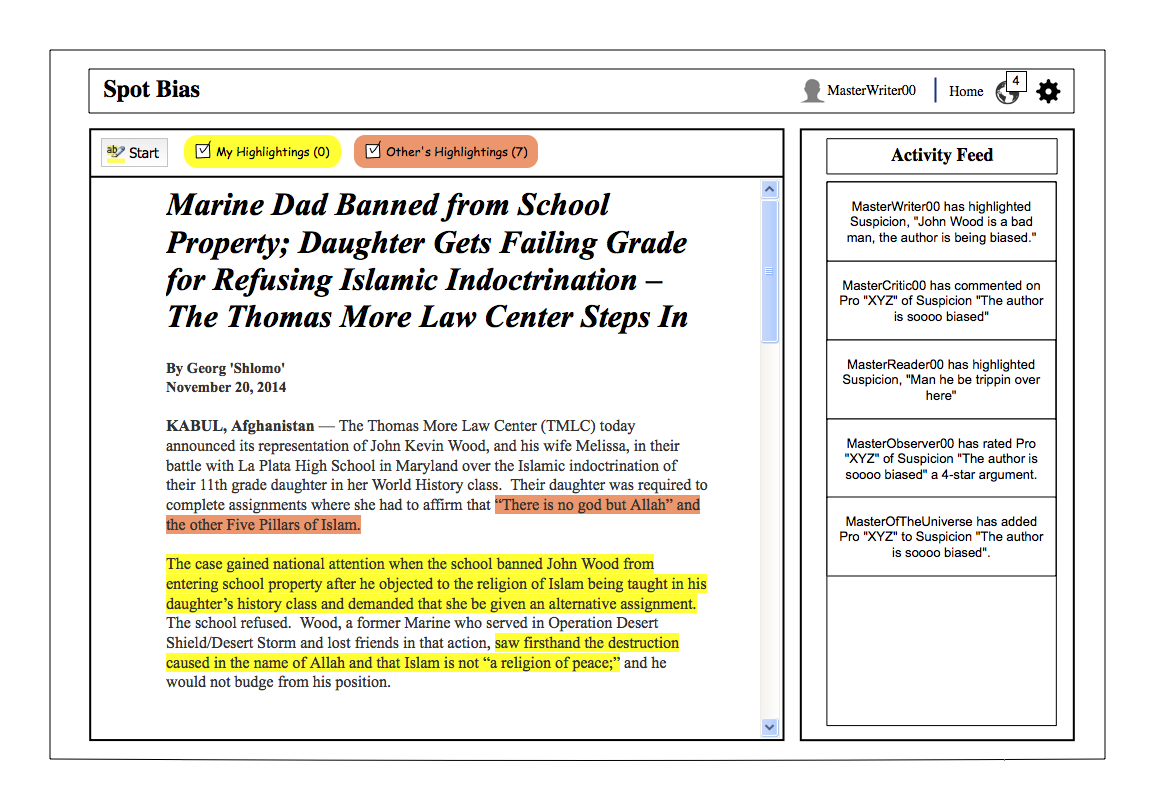 Spot Bias
MasterWriter00
Home
4
ab
Start
My Highlightings (0)
Other's Highlightings (7)
Marine Dad Banned from School
Property; Daughter Gets Failing Grade
for Refusing Islamic Indoctrination –
The Thomas More Law Center Steps In
By Georg 'Shlomo'
November 20, 2014
KABUL, Afghanistan — The Thomas More Law Center (TMLC) today
announced its representation of John Kevin Wood, and his wife Melissa, in their
battle with La Plata High School in Maryland over the Islamic indoctrination of
their 11th grade daughter in her World History class.  Their daughter was required to
complete assignments where she had to affirm that “There is no god but Allah” and
the other Five Pillars of Islam.
The case gained national attention when the school banned John Wood from
entering school property after he objected to the religion of Islam being taught in his
daughter’s history class and demanded that she be given an alternative assignment.
The school refused.  Wood, a former Marine who served in Operation Desert
Shield/Desert Storm and lost friends in that action, saw firsthand the destruction
caused in the name of Allah and that Islam is not “a religion of peace;” and he
would not budge from his position.
Activity Feed
MasterWriter00 has highlighted
Suspicion, "John Wood is a bad
man, the author is being biased."
MasterCritic00 has commented on
Pro "XYZ" of Suspicion "The author
is soooo biased"
MasterReader00 has highlighted
Suspicion, "Man he be trippin over
here"
MasterObserver00 has rated Pro
"XYZ" of Suspicion "The author is
soooo biased" a 4-star argument.
MasterOfTheUniverse has added
Pro "XYZ" to Suspicion "The author
is soooo biased".